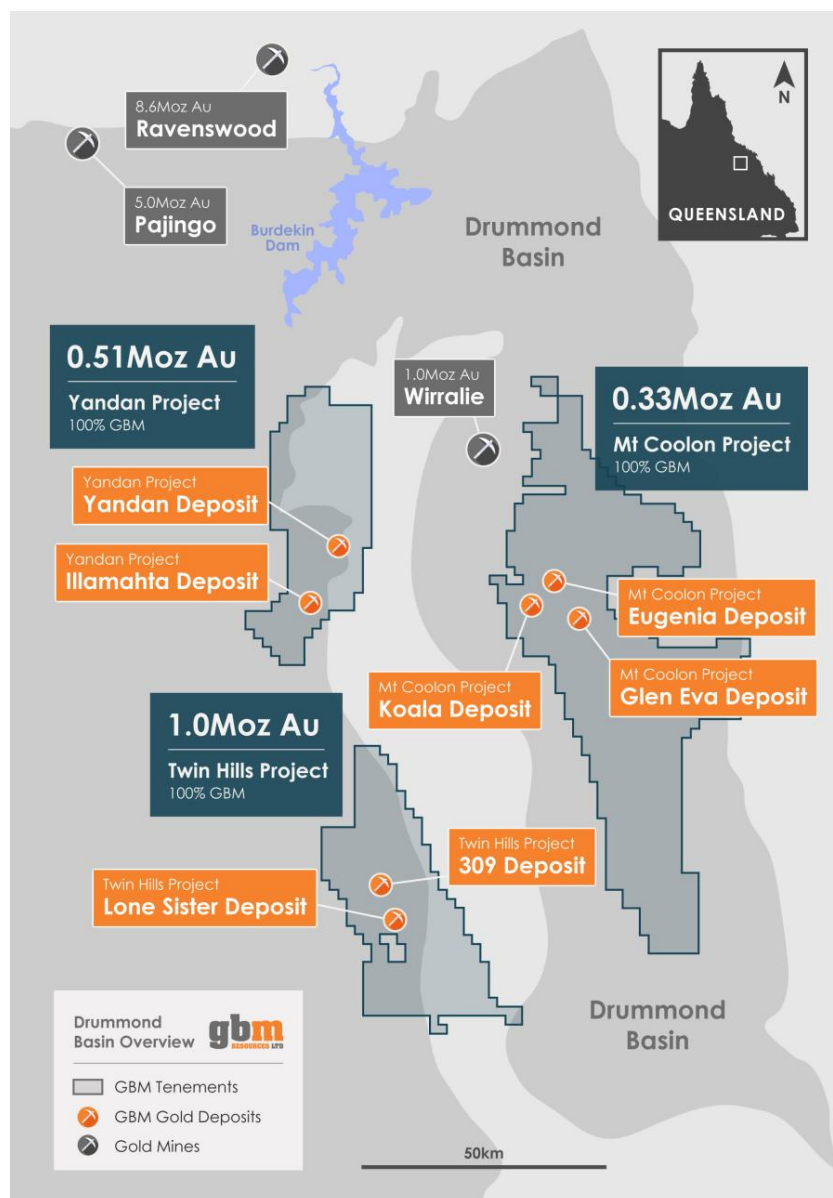 8.6Moz Au
Ravenswood
5.0Moz Au
Pajingo
Burdekin
Dam
Drummond
Basin
N
QUEENSLAND
0.51Moz Au
Yandan Project
100% GBM
1.0Moz Au
Wirralie
0.33Moz Au
Mt Coolon Project
100% GBM
Yandan Project
Yandan Deposit
Yandan Project
Illamahta Deposit
Mt Coolon Project
Eugenia Deposit
Mt Coolon Project
Koala Deposit
Mt Coolon Project
Glen Eva Deposit
1.0Moz Au
Twin Hills Project
100% GBM
Twin Hills Project
309 Deposit
Twin Hills Project
Lone Sister Deposit
Drummond
Basin
Drummond
Basin Overview
gbm
RESOURCES LTD
GBM Tenements
GBM Gold Deposits
Gold Mines
50km